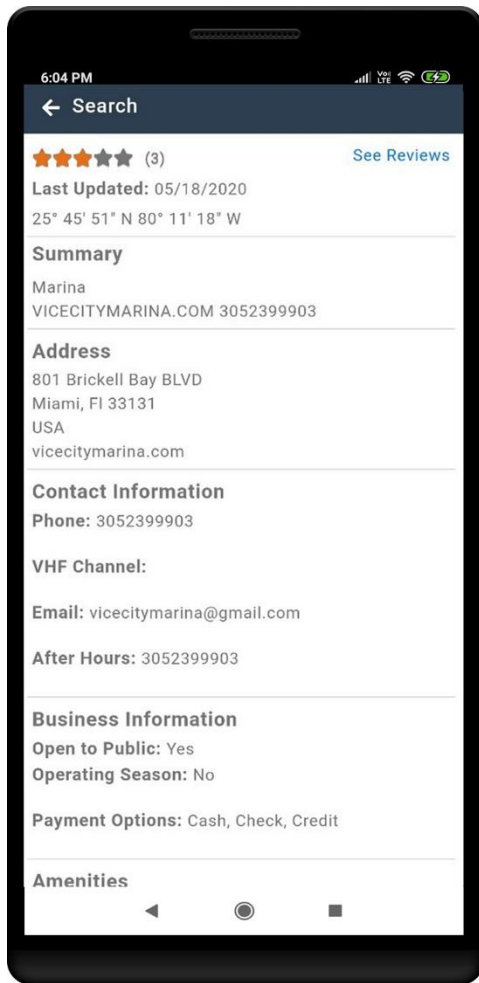 6:04 PM
Vo) LTE
Search
(3) See Reviews
Last Updated: 05/18/2020
25° 45' 51" N 80° 11' 18" W
Summary
Marina
VICECITYMARINA.COM 3052399903
Address
801 Brickell Bay BLVD
Miami, Fl 33131
USA
vicecitymarina.com
Contact Information
Phone: 3052399903
VHF Channel:
Email: vicecitymarina@gmail.com
After Hours: 3052399903
Business Information
Open to Public: Yes
Operating Season: No
Payment Options: Cash, Check, Credit
Amenities